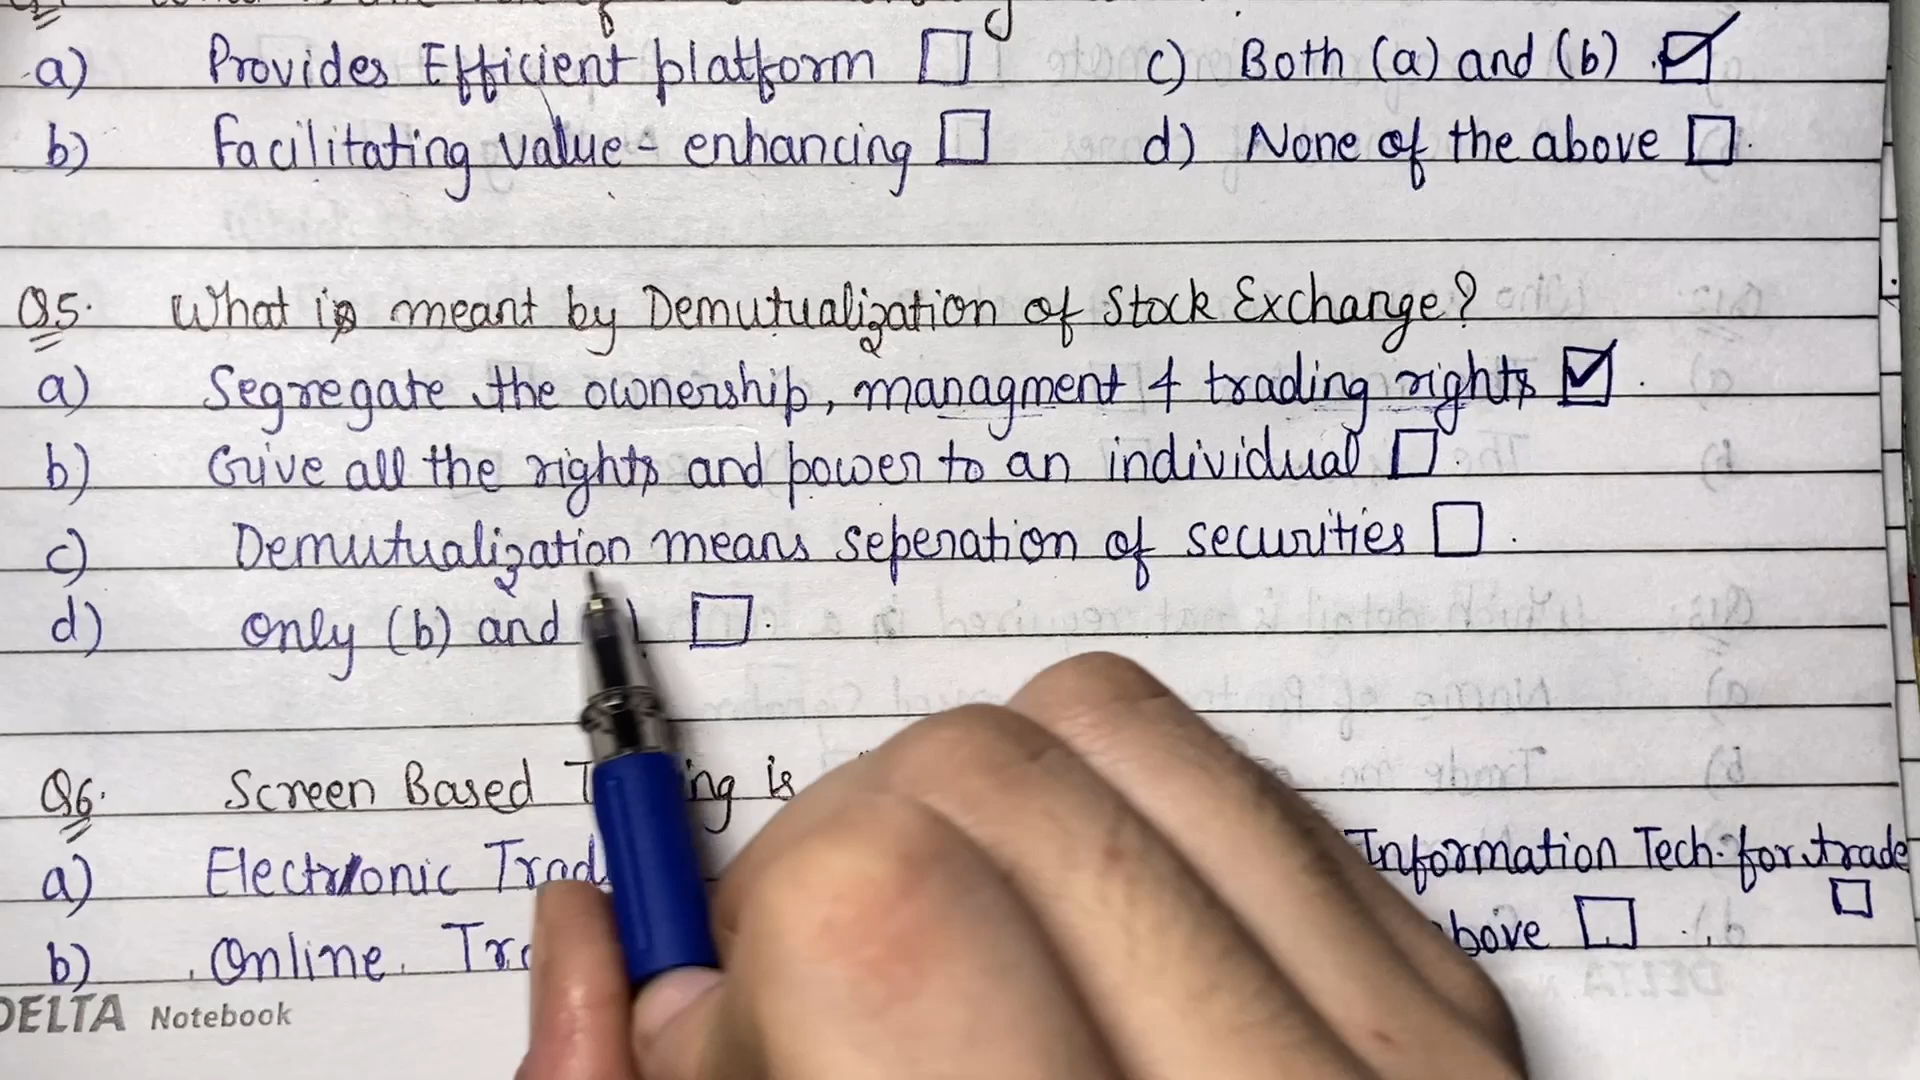 a) Provides Efficient platform c) Both (a) and (b)
b) Facilitating value - enhancing d) None of the above
Q5. What is meant by Demutualization of Stock Exchange?
a) Segregate the ownership, managment & trading rights
b) Give all the rights and power to an individual
c) Demutualization means seperation of securities
d) only (b) and
Q6. Screen Based is
a) Electronic Information Tech. for trade
b) Online
DELTA Notebook